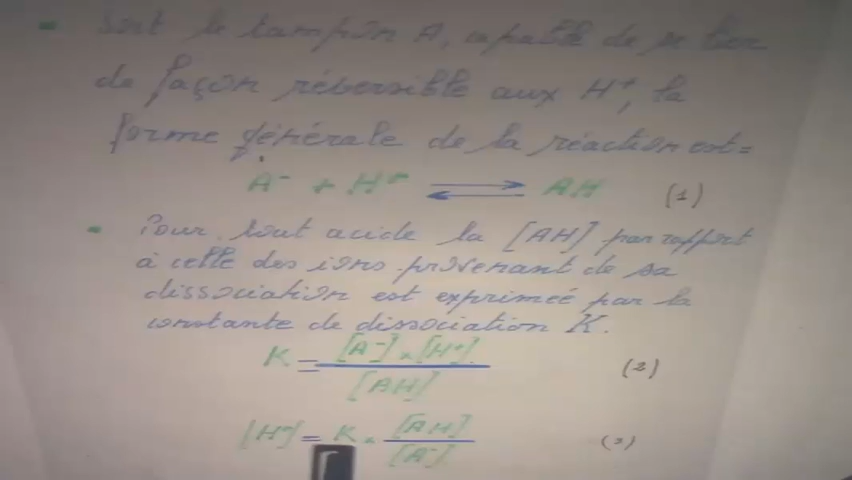 Soit le tampon A, capable de se lier
de façon réversible aux H⁺, la
forme générale de la réaction est=
A⁻ + H⁺ ⇌ AH (1)
Pour tout acide la [AH] par rapport
à celle des ions provenant de sa
dissociation est exprimée par la
constante de dissociation K.
K = [A⁻] × [H⁺] / [AH] (2)
[H⁺] = K × [AH] / [A⁻] (3)